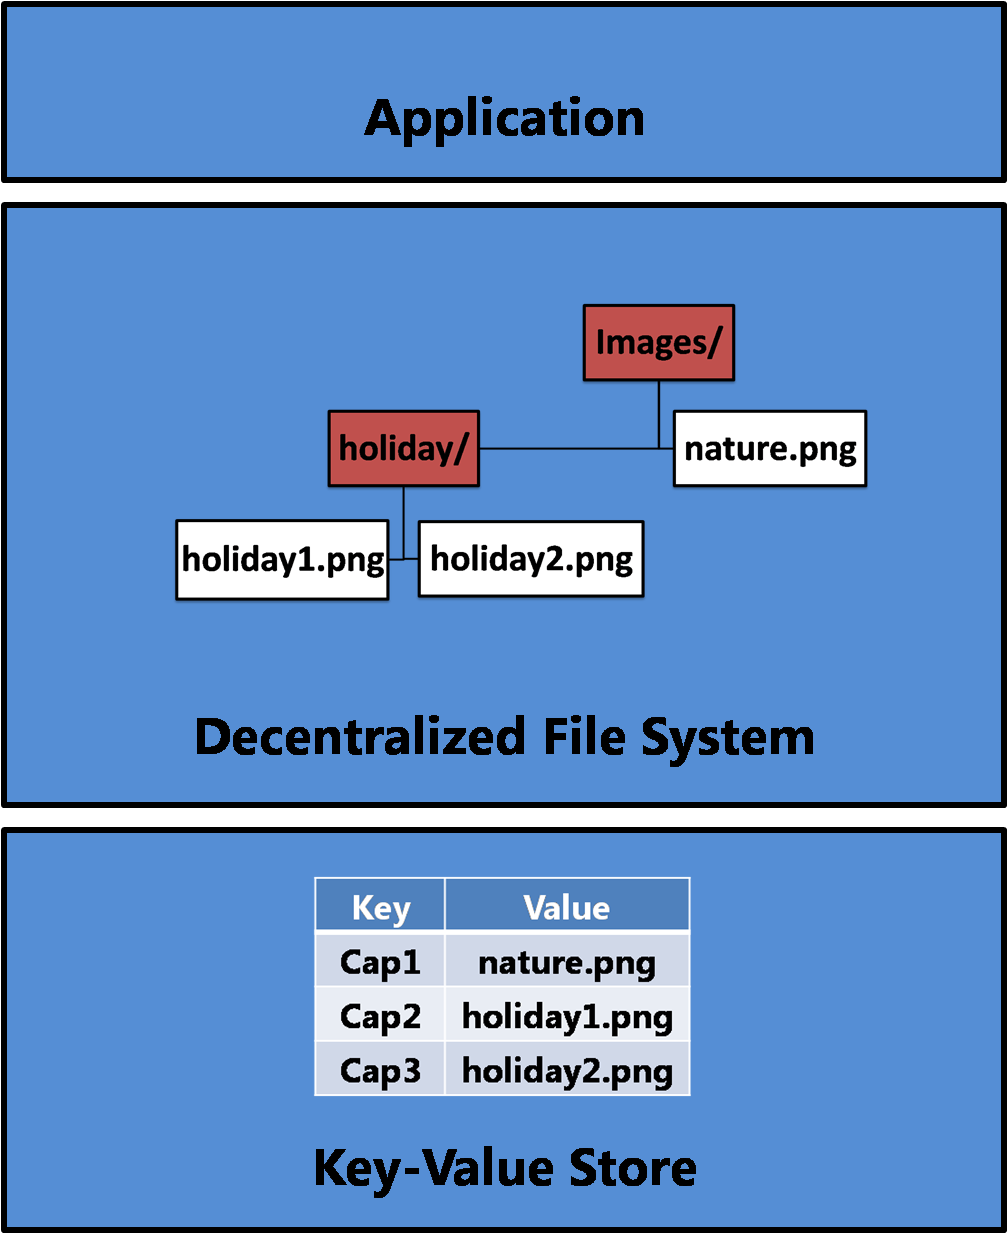 Application
Images/
holiday/
nature.png
holiday1.png
holiday2.png
Decentralized File System
Key Value
Cap1 nature.png
Cap2 holiday1.png
Cap3 holiday2.png
Key-Value Store